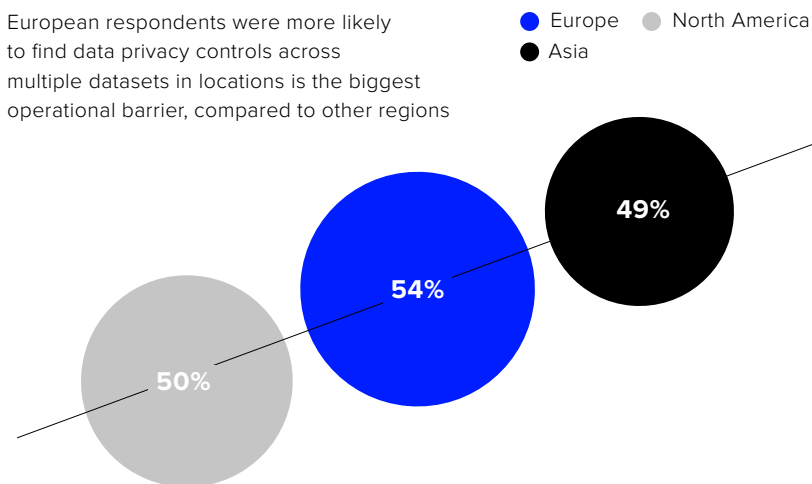 European respondents were more likely
to find data privacy controls across
multiple datasets in locations is the biggest
operational barrier, compared to other regions
Europe
North America
Asia
49%
54%
50%